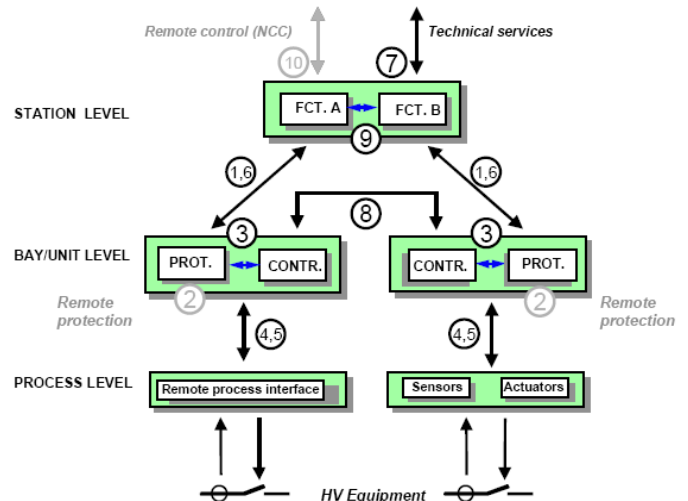 Remote control (NCC)
Technical services
10
7
STATION LEVEL
FCT. A
FCT. B
9
1,6
1,6
8
3
3
BAY/UNIT LEVEL
PROT.
CONTR.
CONTR.
PROT.
2
2
Remote
protection
Remote
protection
4,5
4,5
PROCESS LEVEL
Remote process interface
Sensors
Actuators
HV Equipment